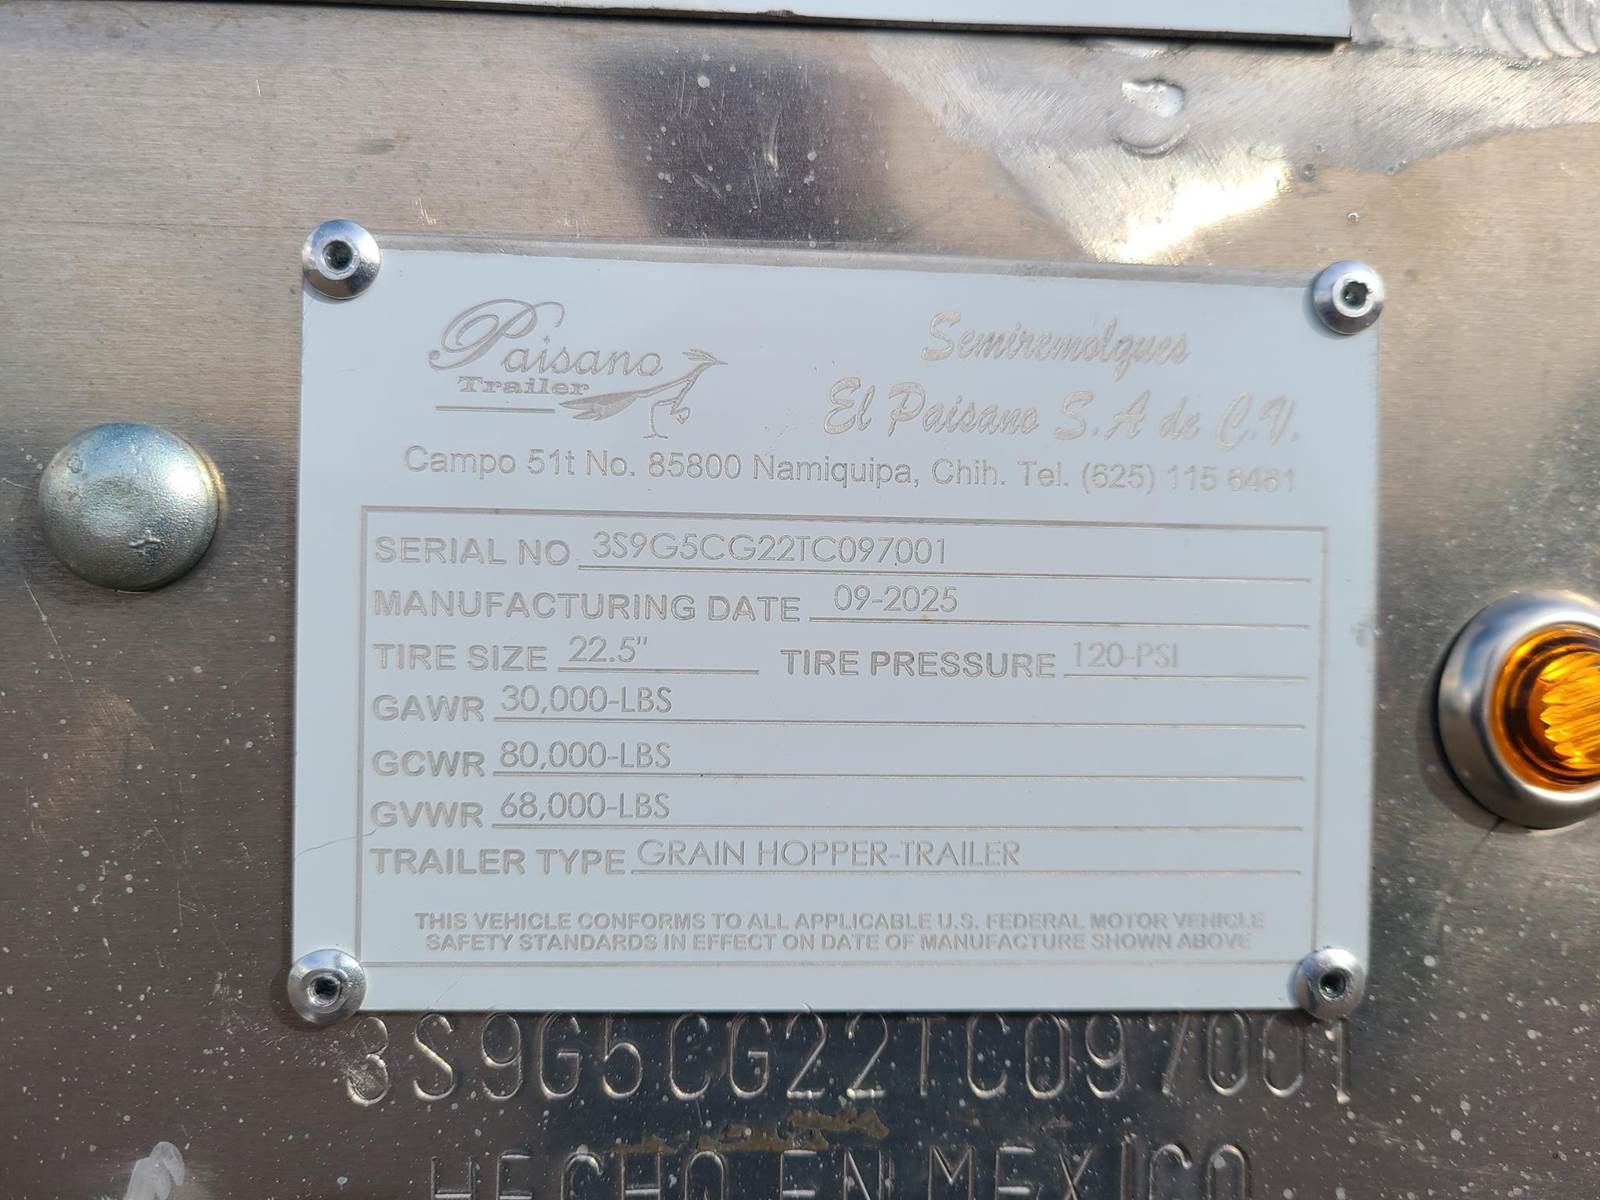 Paisano
Trailer
Semiremolques
El Paisano S.A de C.V.
Campo 51t No. 85800 Namiquipa, Chih. Tel. (625) 115 6461
SERIAL NO 3S9G5CG22TC097001
MANUFACTURING DATE 09-2025
TIRE SIZE 22.5" TIRE PRESSURE 120-PSI
GAWR 30,000-LBS
GCWR 80,000-LBS
GVWR 68,000-LBS
TRAILER TYPE GRAIN HOPPER-TRAILER
THIS VEHICLE CONFORMS TO ALL APPLICABLE U.S. FEDERAL MOTOR VEHICLE
SAFETY STANDARDS IN EFFECT ON DATE OF MANUFACTURE SHOWN ABOVE
3S9G5CG22TC097001
HECHO EN MEXICO